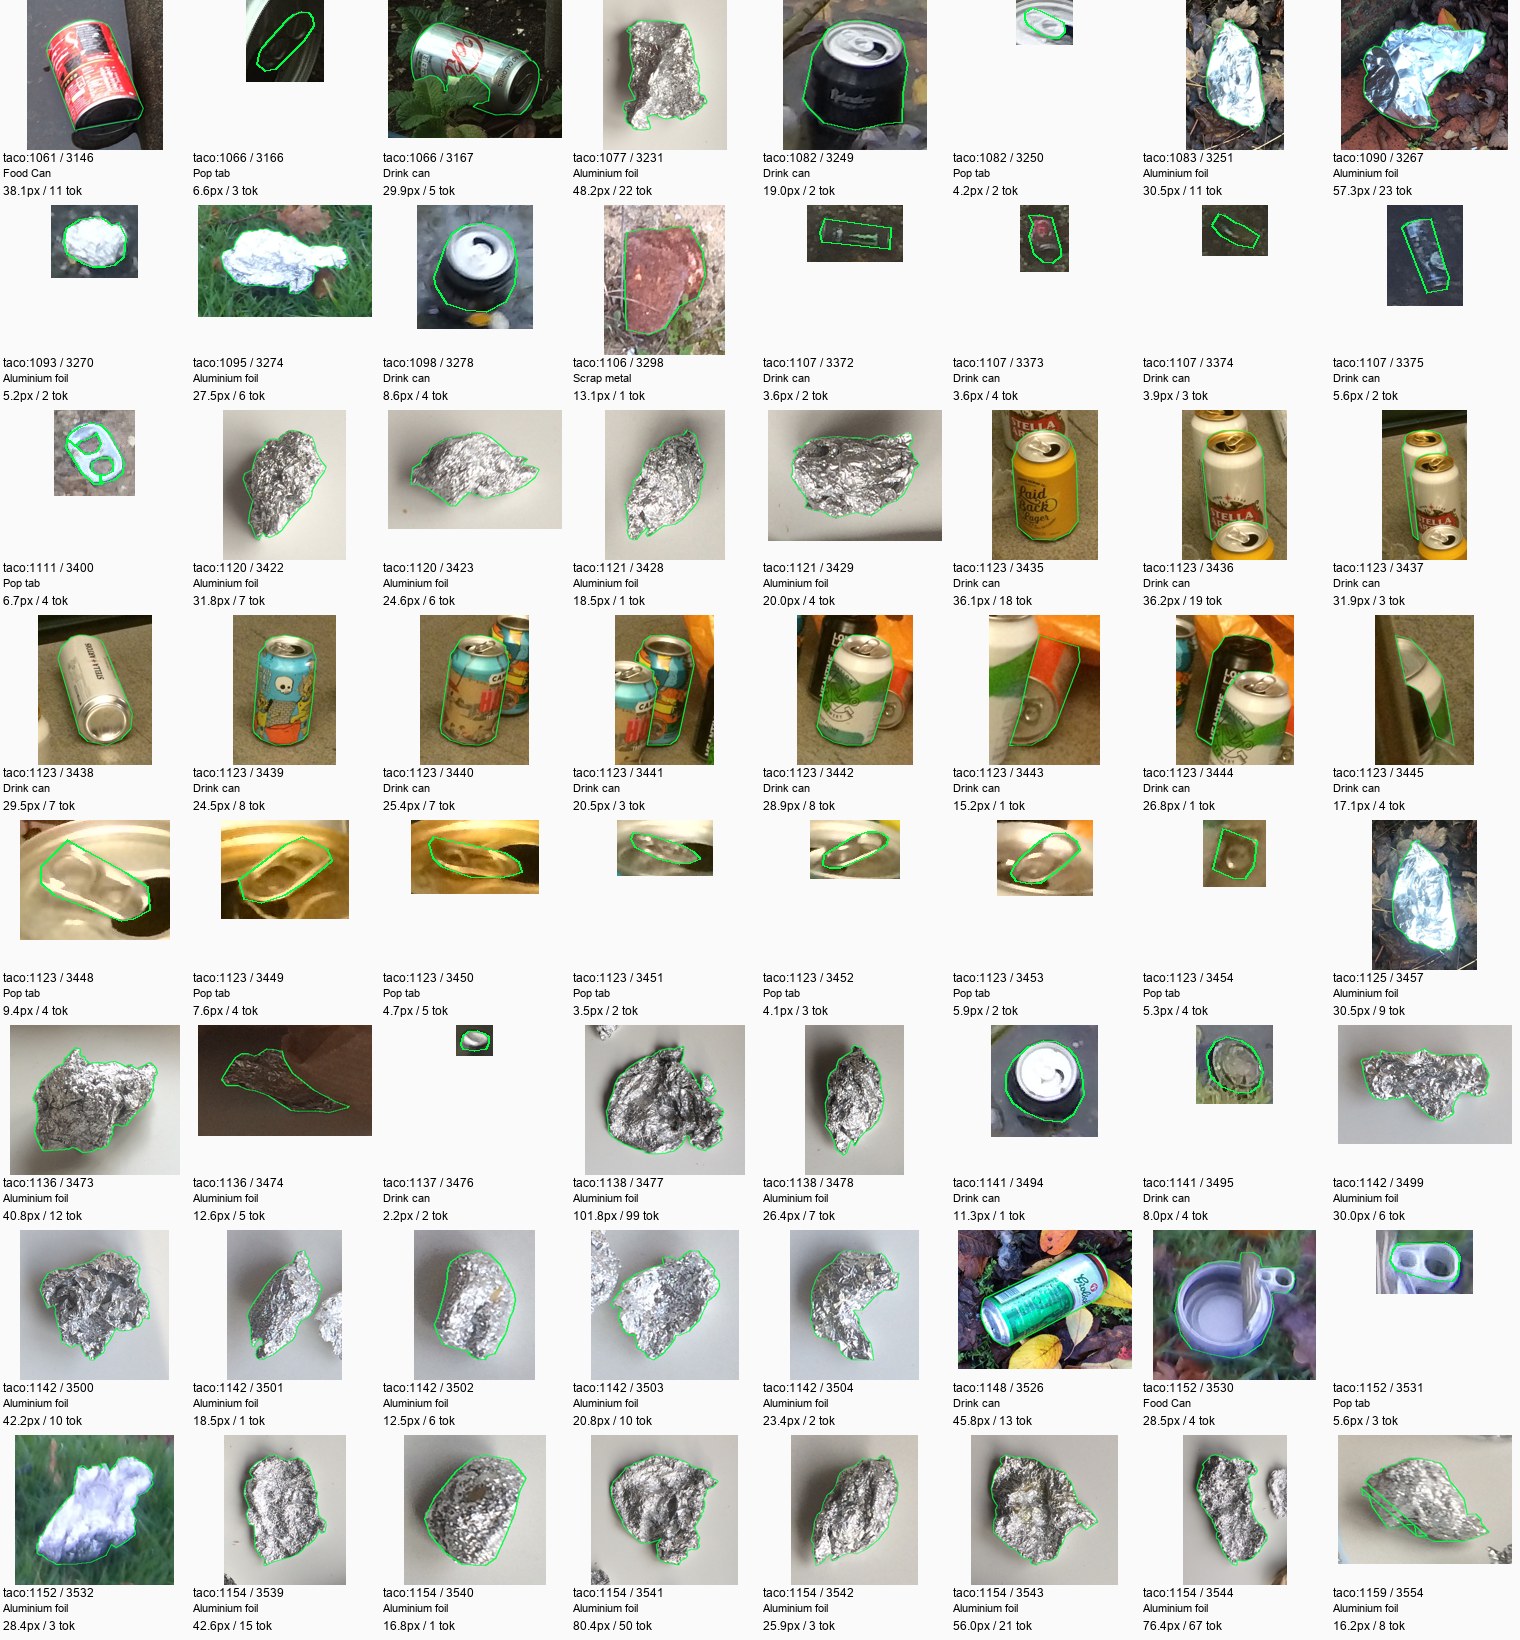 taco:1061 / 3146
Food Can
38.1px / 11 tok
taco:1066 / 3166
Pop tab
6.6px / 3 tok
taco:1066 / 3167
Drink can
29.9px / 5 tok
taco:1077 / 3231
Aluminium foil
48.2px / 22 tok
taco:1082 / 3249
Drink can
19.0px / 2 tok
taco:1082 / 3250
Pop tab
4.2px / 2 tok
taco:1083 / 3251
Aluminium foil
30.5px / 11 tok
taco:1090 / 3267
Aluminium foil
57.3px / 23 tok
taco:1093 / 3270
Aluminium foil
5.2px / 2 tok
taco:1095 / 3274
Aluminium foil
27.5px / 6 tok
taco:1098 / 3278
Drink can
8.6px / 4 tok
taco:1106 / 3298
Scrap metal
13.1px / 1 tok
taco:1107 / 3372
Drink can
3.6px / 2 tok
taco:1107 / 3373
Drink can
3.6px / 4 tok
taco:1107 / 3374
Drink can
3.9px / 3 tok
taco:1107 / 3375
Drink can
5.6px / 2 tok
STELLA
Laid
Back
Lager
STELLA
STELLA
taco:1111 / 3400
Pop tab
6.7px / 4 tok
taco:1120 / 3422
Aluminium foil
31.8px / 7 tok
taco:1120 / 3423
Aluminium foil
24.6px / 6 tok
taco:1121 / 3428
Aluminium foil
18.5px / 1 tok
taco:1121 / 3429
Aluminium foil
20.0px / 4 tok
taco:1123 / 3435
Drink can
36.1px / 18 tok
taco:1123 / 3436
Drink can
36.2px / 19 tok
taco:1123 / 3437
Drink can
31.9px / 3 tok
taco:1123 / 3438
Drink can
29.5px / 7 tok
taco:1123 / 3439
Drink can
24.5px / 8 tok
taco:1123 / 3440
Drink can
25.4px / 7 tok
taco:1123 / 3441
Drink can
20.5px / 3 tok
taco:1123 / 3442
Drink can
28.9px / 8 tok
taco:1123 / 3443
Drink can
15.2px / 1 tok
taco:1123 / 3444
Drink can
26.8px / 1 tok
taco:1123 / 3445
Drink can
17.1px / 4 tok
taco:1123 / 3448
Pop tab
9.4px / 4 tok
taco:1123 / 3449
Pop tab
7.6px / 4 tok
taco:1123 / 3450
Pop tab
4.7px / 5 tok
taco:1123 / 3451
Pop tab
3.5px / 2 tok
taco:1123 / 3452
Pop tab
4.1px / 3 tok
taco:1123 / 3453
Pop tab
5.9px / 2 tok
taco:1123 / 3454
Pop tab
5.3px / 4 tok
taco:1125 / 3457
Aluminium foil
30.5px / 9 tok
taco:1136 / 3473
Aluminium foil
40.8px / 12 tok
taco:1136 / 3474
Aluminium foil
12.6px / 5 tok
taco:1137 / 3476
Drink can
2.2px / 2 tok
taco:1138 / 3477
Aluminium foil
101.8px / 99 tok
taco:1138 / 3478
Aluminium foil
26.4px / 7 tok
taco:1141 / 3494
Drink can
11.3px / 1 tok
taco:1141 / 3495
Drink can
8.0px / 4 tok
taco:1142 / 3499
Aluminium foil
30.0px / 6 tok
taco:1142 / 3500
Aluminium foil
42.2px / 10 tok
taco:1142 / 3501
Aluminium foil
18.5px / 1 tok
taco:1142 / 3502
Aluminium foil
12.5px / 6 tok
taco:1142 / 3503
Aluminium foil
20.8px / 10 tok
taco:1142 / 3504
Aluminium foil
23.4px / 2 tok
taco:1148 / 3526
Drink can
45.8px / 13 tok
taco:1152 / 3530
Food Can
28.5px / 4 tok
taco:1152 / 3531
Pop tab
5.6px / 3 tok
taco:1152 / 3532
Aluminium foil
28.4px / 3 tok
taco:1154 / 3539
Aluminium foil
42.6px / 15 tok
taco:1154 / 3540
Aluminium foil
16.8px / 1 tok
taco:1154 / 3541
Aluminium foil
80.4px / 50 tok
taco:1154 / 3542
Aluminium foil
25.9px / 3 tok
taco:1154 / 3543
Aluminium foil
56.0px / 21 tok
taco:1154 / 3544
Aluminium foil
76.4px / 67 tok
taco:1159 / 3554
Aluminium foil
16.2px / 8 tok